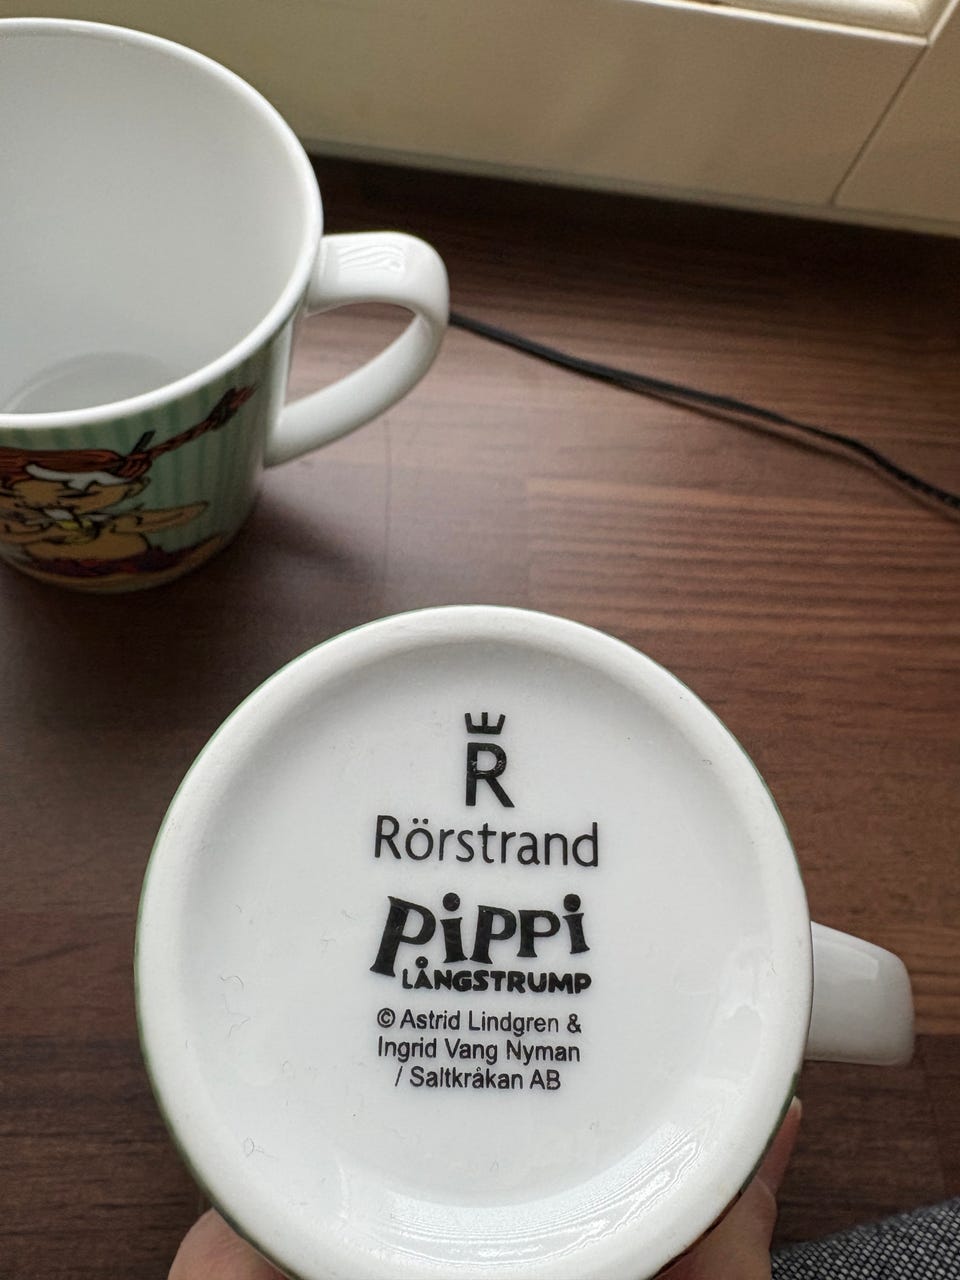 R
Rörstrand
PiPPi
LÅNGSTRUMP
© Astrid Lindgren &
Ingrid Vang Nyman
/ Saltkråkan AB